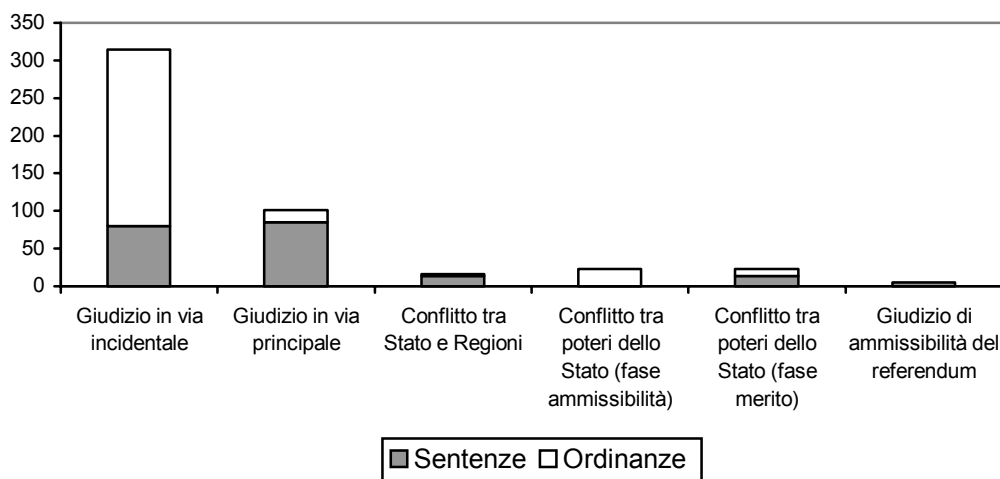 350
300
250
200
150
100
50
0
Giudizio in via incidentale
Giudizio in via principale
Conflitto tra Stato e Regioni
Conflitto tra poteri dello Stato (fase ammissibilità)
Conflitto tra poteri dello Stato (fase merito)
Giudizio di ammissibilità del referendum
Sentenze Ordinanze